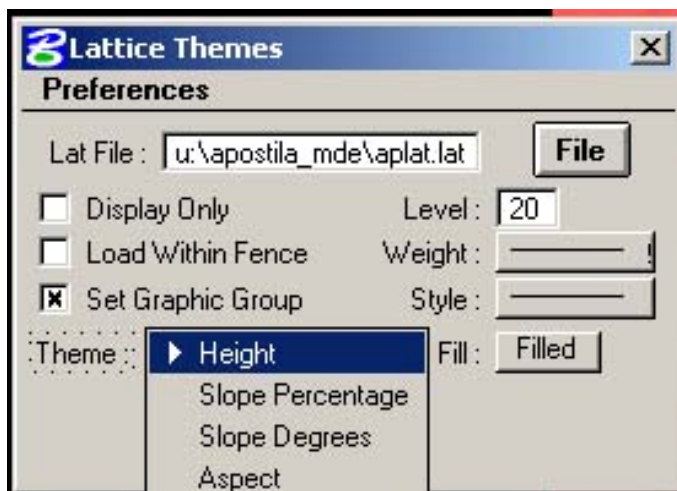 Lattice Themes
Preferences
Lat File : u:\apostila_mde\aplat.lat File
Display Only Level : 20
Load Within Fence Weight :
Set Graphic Group Style :
Theme : Height Fill : Filled
Slope Percentage
Slope Degrees
Aspect